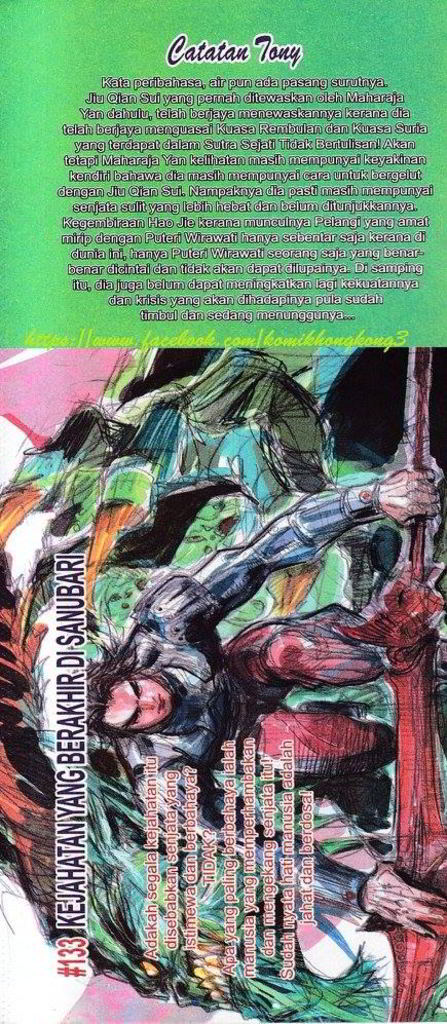 Catatan Tony
Kata peribahasa, air pun ada pasang surutnya.
Jiu Qian Sui yang pernah ditewaskan oleh Maharaja
Yan dahulu, telah berjaya menewaskannya kerana dia
telah berjaya menguasai Kuasa Rembulan dan Kuasa Suria
yang terdapat dalam Sutra Sejati Tidak Bertulisan! Akan
tetapi Maharaja Yan kelihatan masih mempunyai keyakinan
kendiri bahawa dia masih mempunyai cara untuk bergelut
dengan Jiu Qian Sui. Nampaknya dia pasti masih mempunyai
senjata sulit yang lebih hebat dan belum ditunjukkannya.
Kegembiraan Hao Jie kerana munculnya Pelangi yang amat
mirip dengan Puteri Wirawati hanya sebentar saja kerana di
dunia ini, hanya Puteri Wirawati seorang saja yang benar-
benar dicintai dan tidak akan dapat dilupainya. Di samping
itu, dia juga belum dapat meningkatkan lagi kekuatannya
dan krisis yang akan dihadapinya pula sudah
timbul dan sedang menunggunya...
https://www.facebook.com/komikhongkong3
#133 KEJAHATAN YANG BERAKHIR DI SANUBARI
Adakah segala kejahatan itu
disebabkan senjata yang
istimewa dan berbahaya?
TIDAK?
Apa yang paling berbahaya ialah
manusia yang memperhambakan
dan mengekang senjata itu!
Sudah nyata hati manusia adalah
jahat dan berdosa!